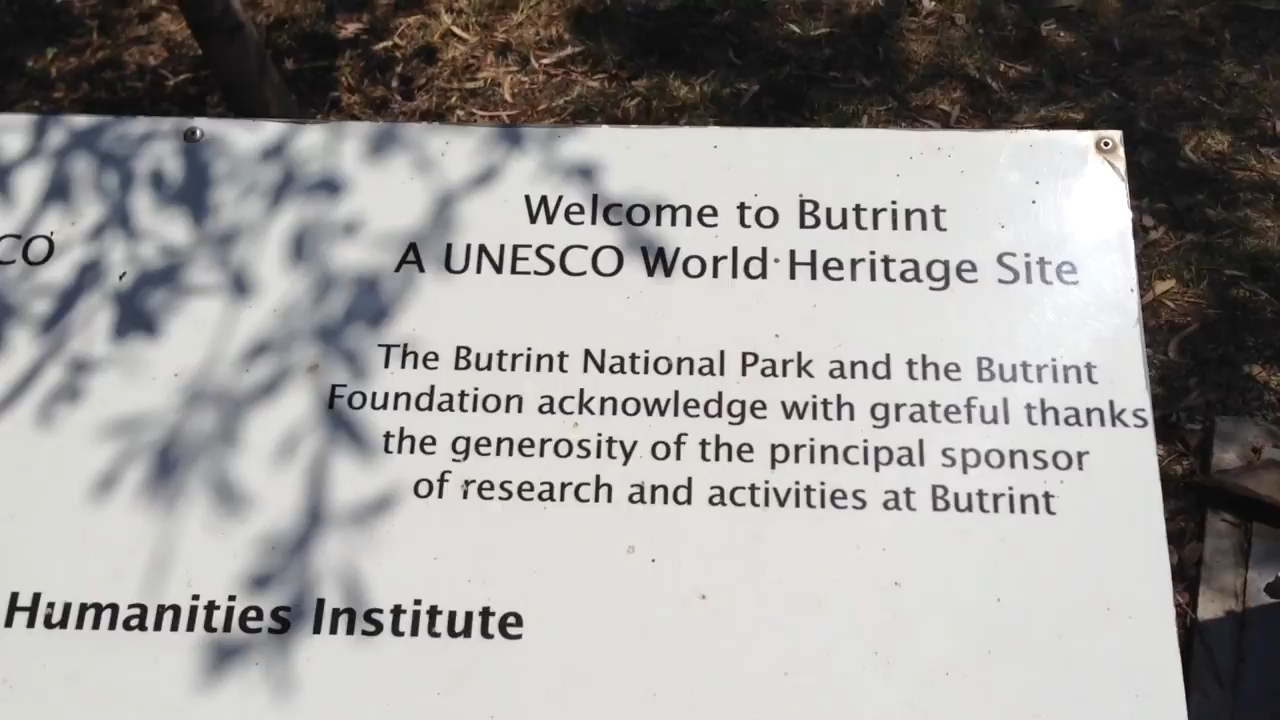 Welcome to Butrint
A UNESCO World Heritage Site
The Butrint National Park and the Butrint
Foundation acknowledge with grateful thanks
the generosity of the principal sponsor
of research and activities at Butrint
Humanities Institute